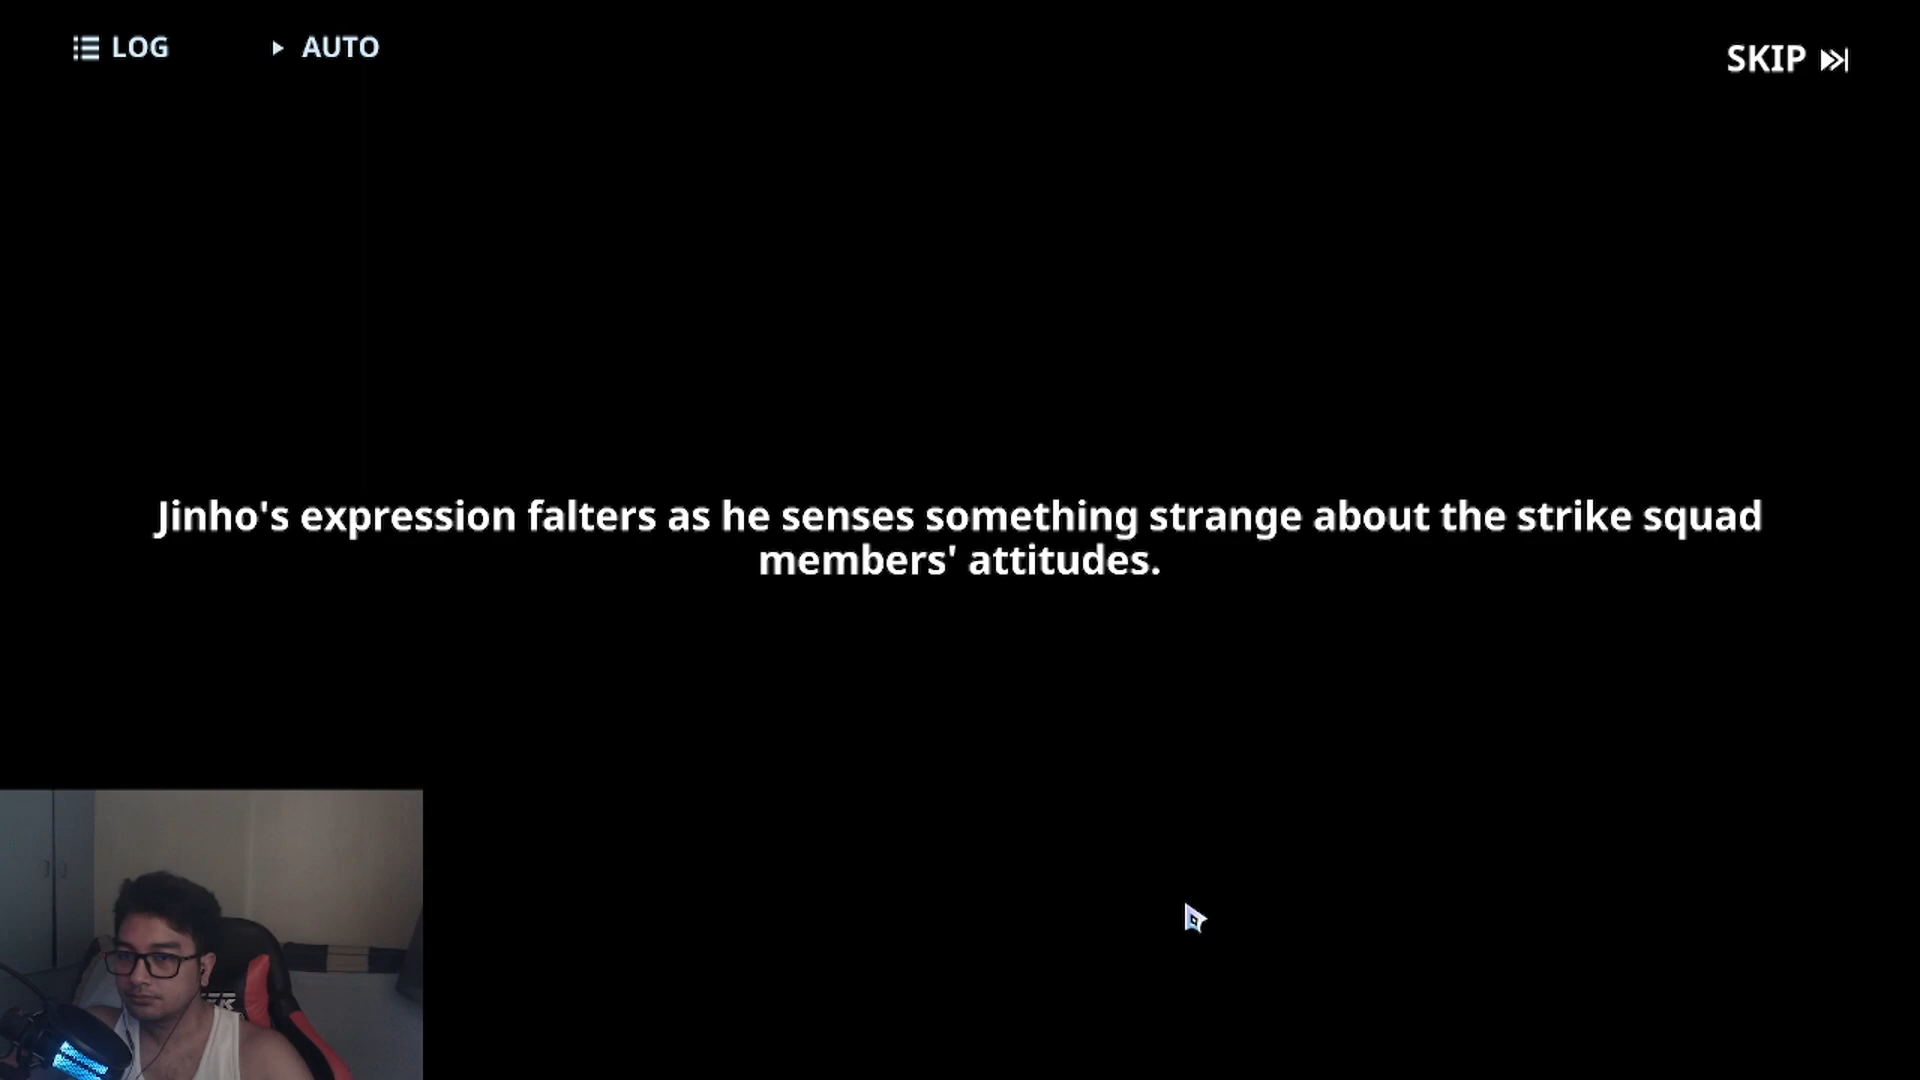 LOG
AUTO
SKIP
Jinho's expression falters as he senses something strange about the strike squad
members' attitudes.